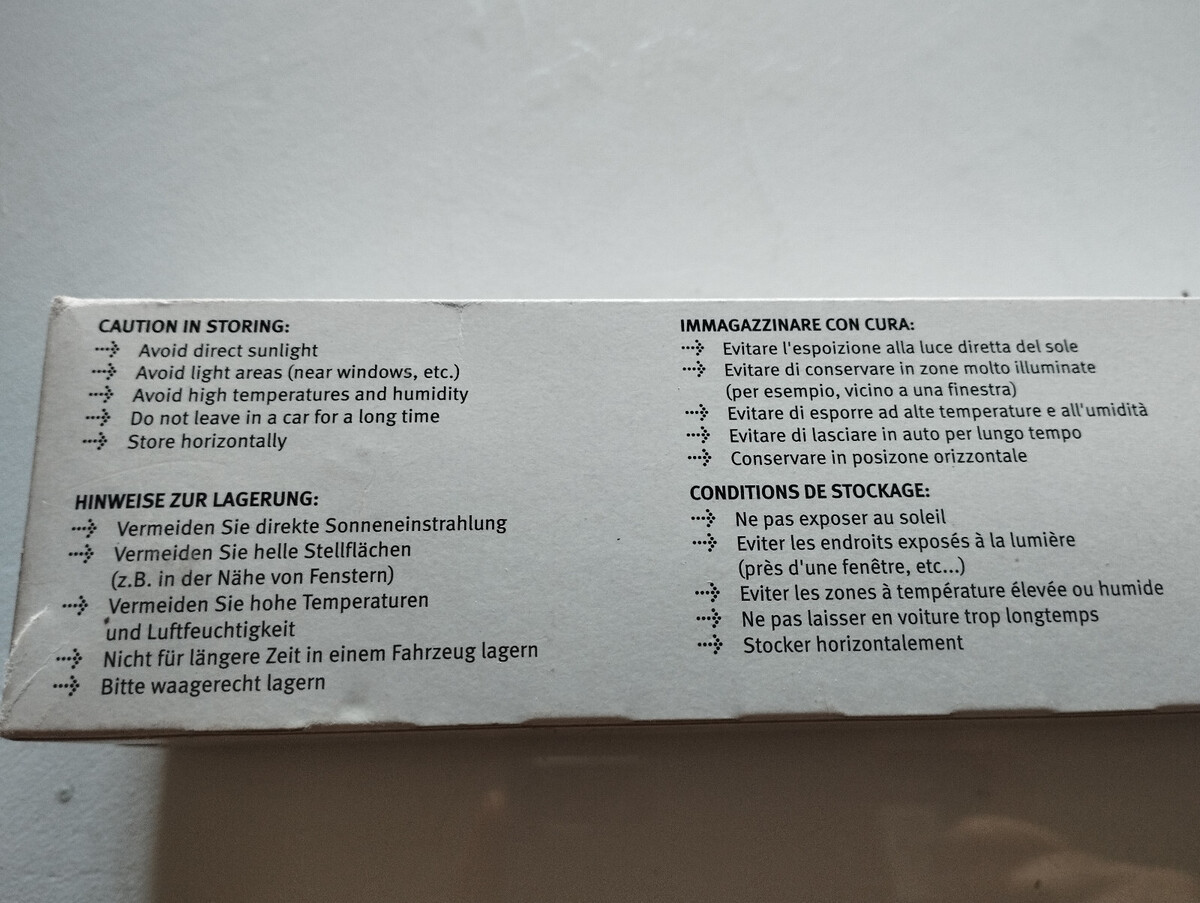 CAUTION IN STORING:
Avoid direct sunlight
Avoid light areas (near windows, etc.)
Avoid high temperatures and humidity
Do not leave in a car for a long time
Store horizontally
HINWEISE ZUR LAGERUNG:
Vermeiden Sie direkte Sonneneinstrahlung
Vermeiden Sie helle Stellflächen
(z.B. in der Nähe von Fenstern)
Vermeiden Sie hohe Temperaturen
und Luftfeuchtigkeit
Nicht für längere Zeit in einem Fahrzeug lagern
Bitte waagerecht lagern
IMMAGAZZINARE CON CURA:
Evitare l'espoizione alla luce diretta del sole
Evitare di conservare in zone molto illuminate
(per esempio, vicino a una finestra)
Evitare di esporre ad alte temperature e all'umidità
Evitare di lasciare in auto per lungo tempo
Conservare in posizone orizzontale
CONDITIONS DE STOCKAGE:
Ne pas exposer au soleil
Eviter les endroits exposés à la lumière
(près d'une fenêtre, etc...)
Eviter les zones à température élevée ou humide
Ne pas laisser en voiture trop longtemps
Stocker horizontalement